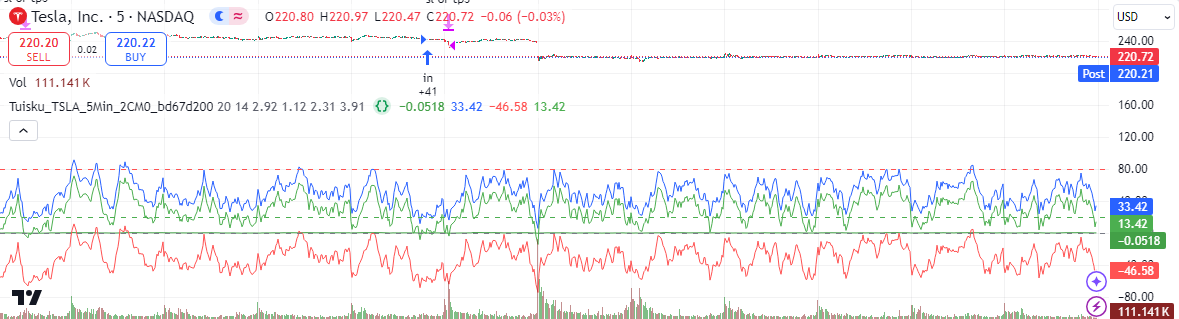 Tesla, Inc. · 5 · NASDAQ O220.80 H220.97 L220.47 C220.72 −0.06 (−0.03%)
USD
220.20 SELL
0.02
220.22 BUY
240.00
220.72
Post 220.21
in
+41
Vol 111.141 K
Tuisku_TSLA_5Min_2CM0_bd67d200 20 14 2.92 1.12 2.31 3.91 {} −0.0518 33.42 −46.58 13.42
160.00
120.00
80.00
33.42
13.42
−0.0518
−46.58
−80.00
111.141 K